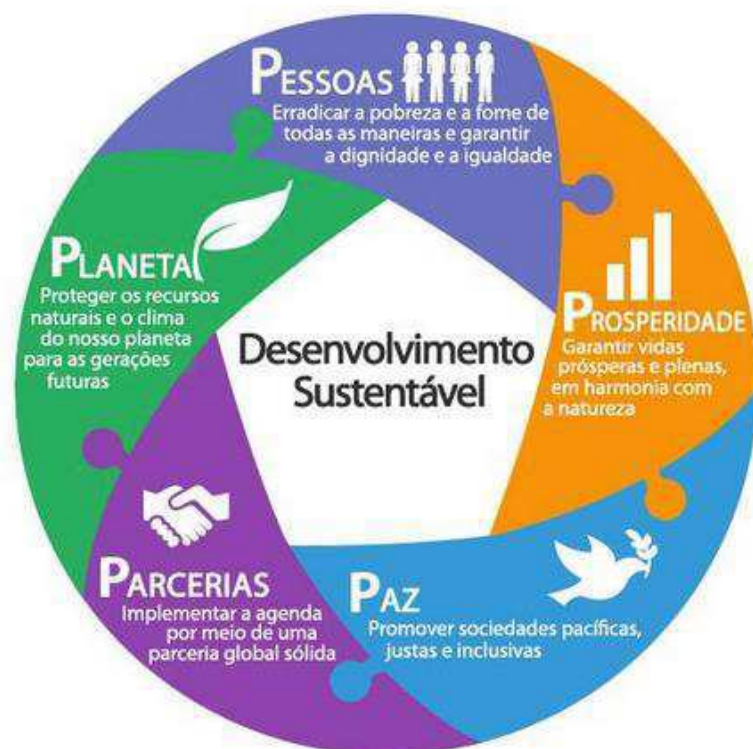 PESSOAS
Erradicar a pobreza e a fome de
todas as maneiras e garantir
a dignidade e a igualdade
PROSPERIDADE
Garantir vidas
prósperas e plenas,
em harmonia com
a natureza
PAZ
Promover sociedades pacíficas,
justas e inclusivas
PARCERIAS
Implementar a agenda
por meio de uma
parceria global sólida
PLANETA
Proteger os recursos
naturais e o clima
do nosso planeta
para as gerações
futuras
Desenvolvimento
Sustentável